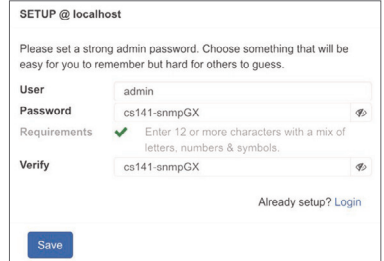 SETUP @ localhost
Please set a strong admin password. Choose something that will be
easy for you to remember but hard for others to guess.
User admin
Password cs141-snmpGX
Requirements Enter 12 or more characters with a mix of
letters, numbers & symbols.
Verify cs141-snmpGX
Already setup? Login
Save